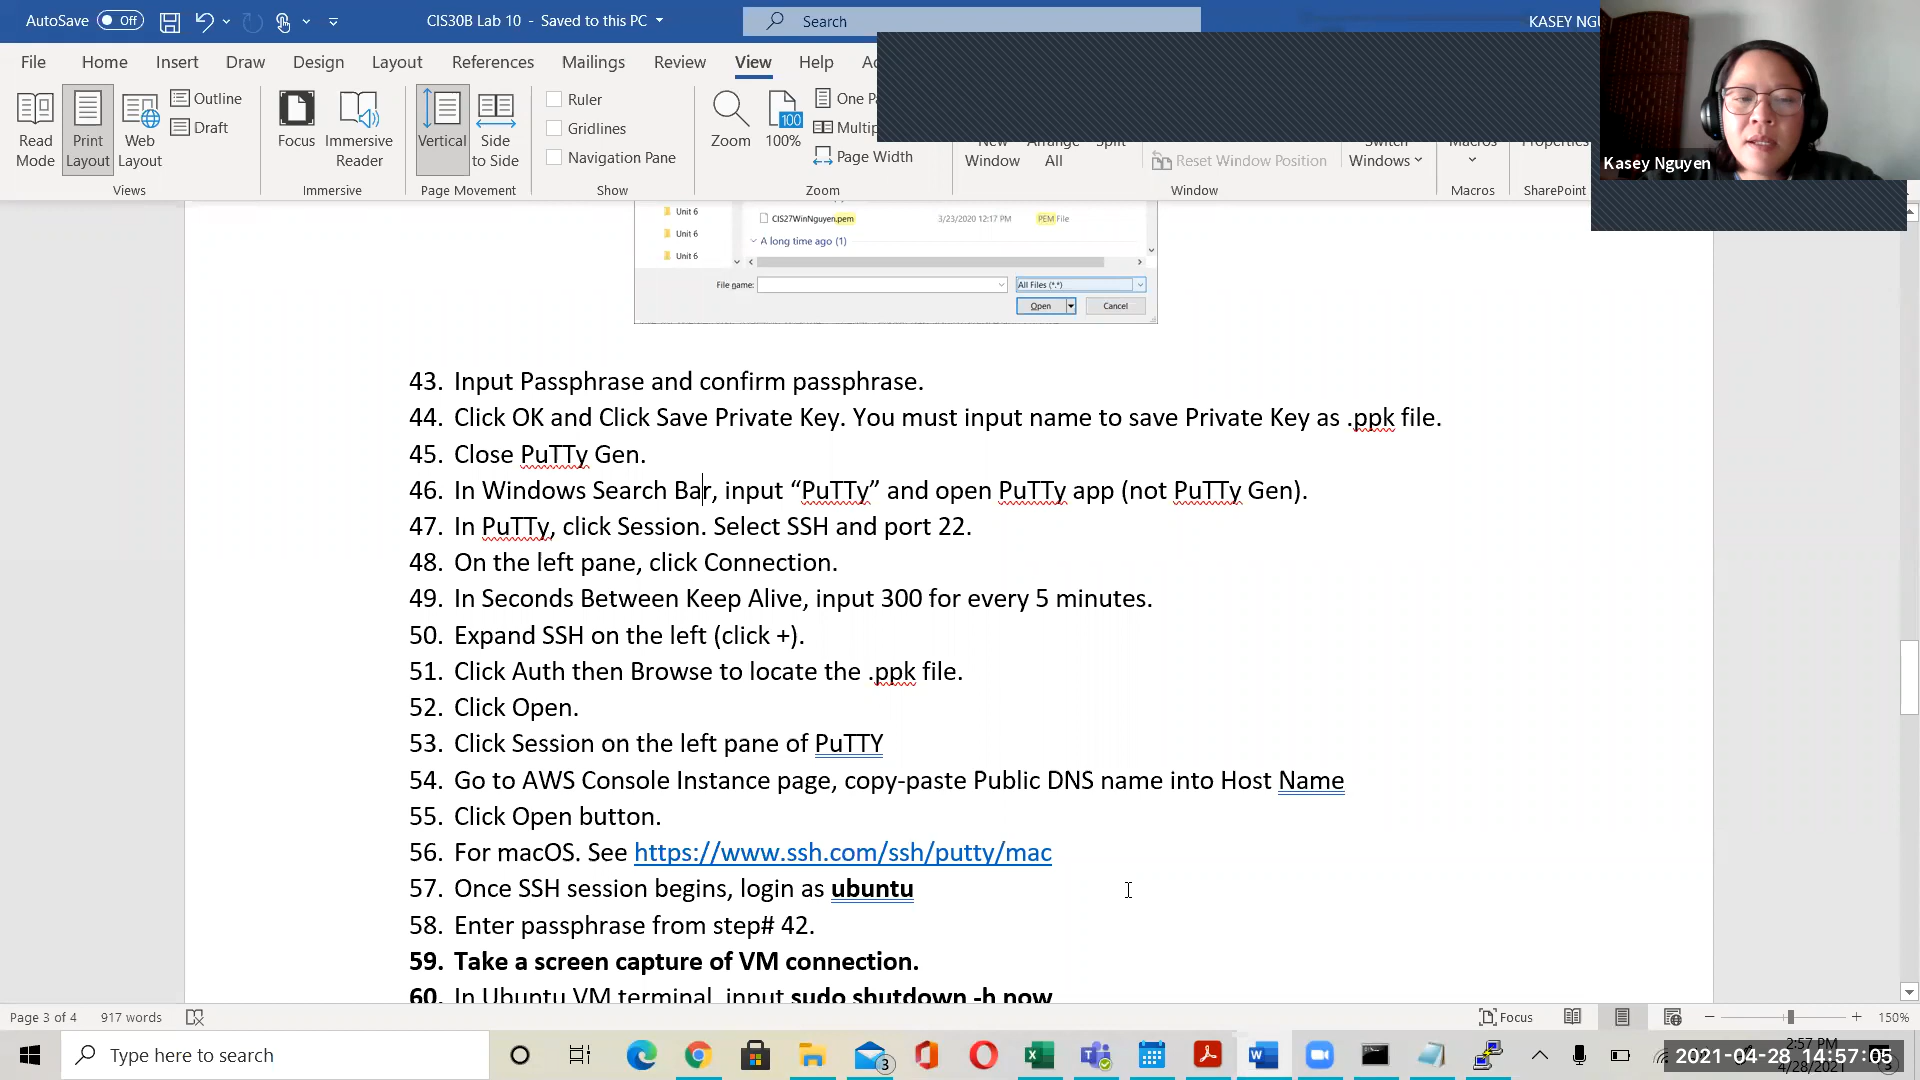 AutoSave Off CIS30B Lab 10 - Saved to this PC Search KASEY
File Home Insert Draw Design Layout References Mailings Review View Help
Read Mode
Print Layout
Web Layout
Outline
Draft
Views
Focus
Immersive Reader
Immersive
Vertical
Side to Side
Page Movement
Ruler
Gridlines
Navigation Pane
Show
Zoom
100
100%
Page Width
Zoom
Window
All
Reset Window Position
Window
Windows
Macros
SharePoint
Kasey Nguyen
Unit 6
Unit 6
Unit 6
CIS27WinNguyen.pem 3/23/2020 12:17 PM PEM File
A long time ago (1)
File name: All Files (*.*)
Open Cancel
43. Input Passphrase and confirm passphrase.
44. Click OK and Click Save Private Key. You must input name to save Private Key as .ppk file.
45. Close PuTTy Gen.
46. In Windows Search Bar, input “PuTTy” and open PuTTy app (not PuTTy Gen).
47. In PuTTy, click Session. Select SSH and port 22.
48. On the left pane, click Connection.
49. In Seconds Between Keep Alive, input 300 for every 5 minutes.
50. Expand SSH on the left (click +).
51. Click Auth then Browse to locate the .ppk file.
52. Click Open.
53. Click Session on the left pane of PuTTY
54. Go to AWS Console Instance page, copy-paste Public DNS name into Host Name
55. Click Open button.
56. For macOS. See https://www.ssh.com/ssh/putty/mac
57. Once SSH session begins, login as ubuntu
58. Enter passphrase from step# 42.
59. Take a screen capture of VM connection.
60. In Ubuntu VM terminal, input sudo shutdown -h now
Page 3 of 4 917 words Focus 150%
Type here to search
3
2021-04-28 14:57:05